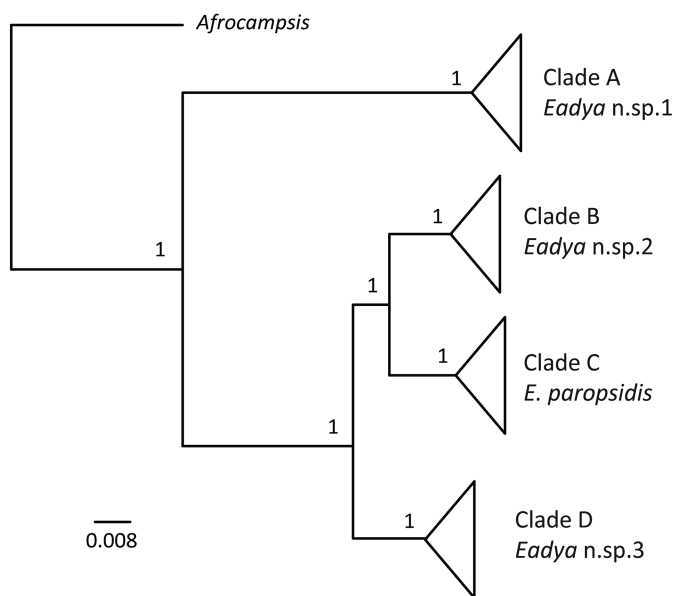 Afrocampsis
1
Clade A
Eadya n.sp.1
1
1
Clade B
Eadya n.sp.2
1
1
Clade C
E. paropsidis
1
1
Clade D
Eadya n.sp.3
0.008